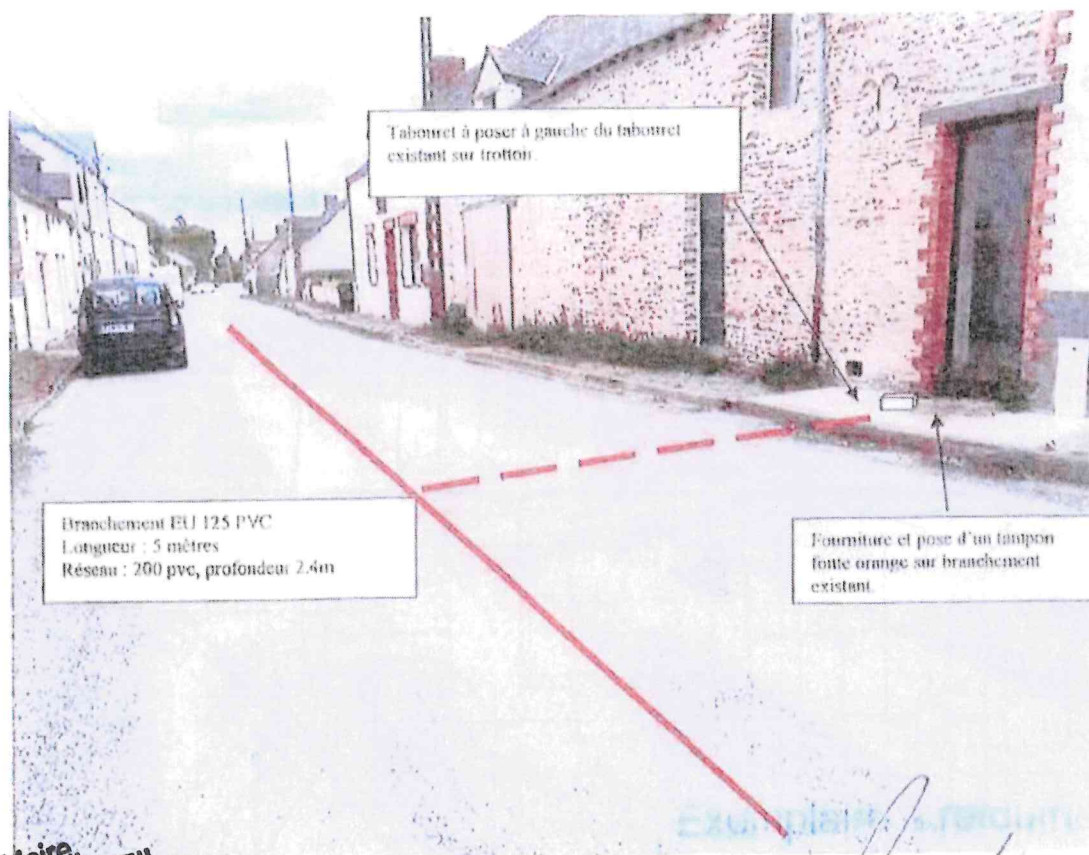 Tabouret à poser à gauche du tabouret
existant sur trottoir.
Branchement EU 125 PVC
Longueur : 5 mètres
Réseau : 200 pvc, profondeur 2.4m
Fourniture et pose d'un tampon
fonte orange sur branchement
existant.